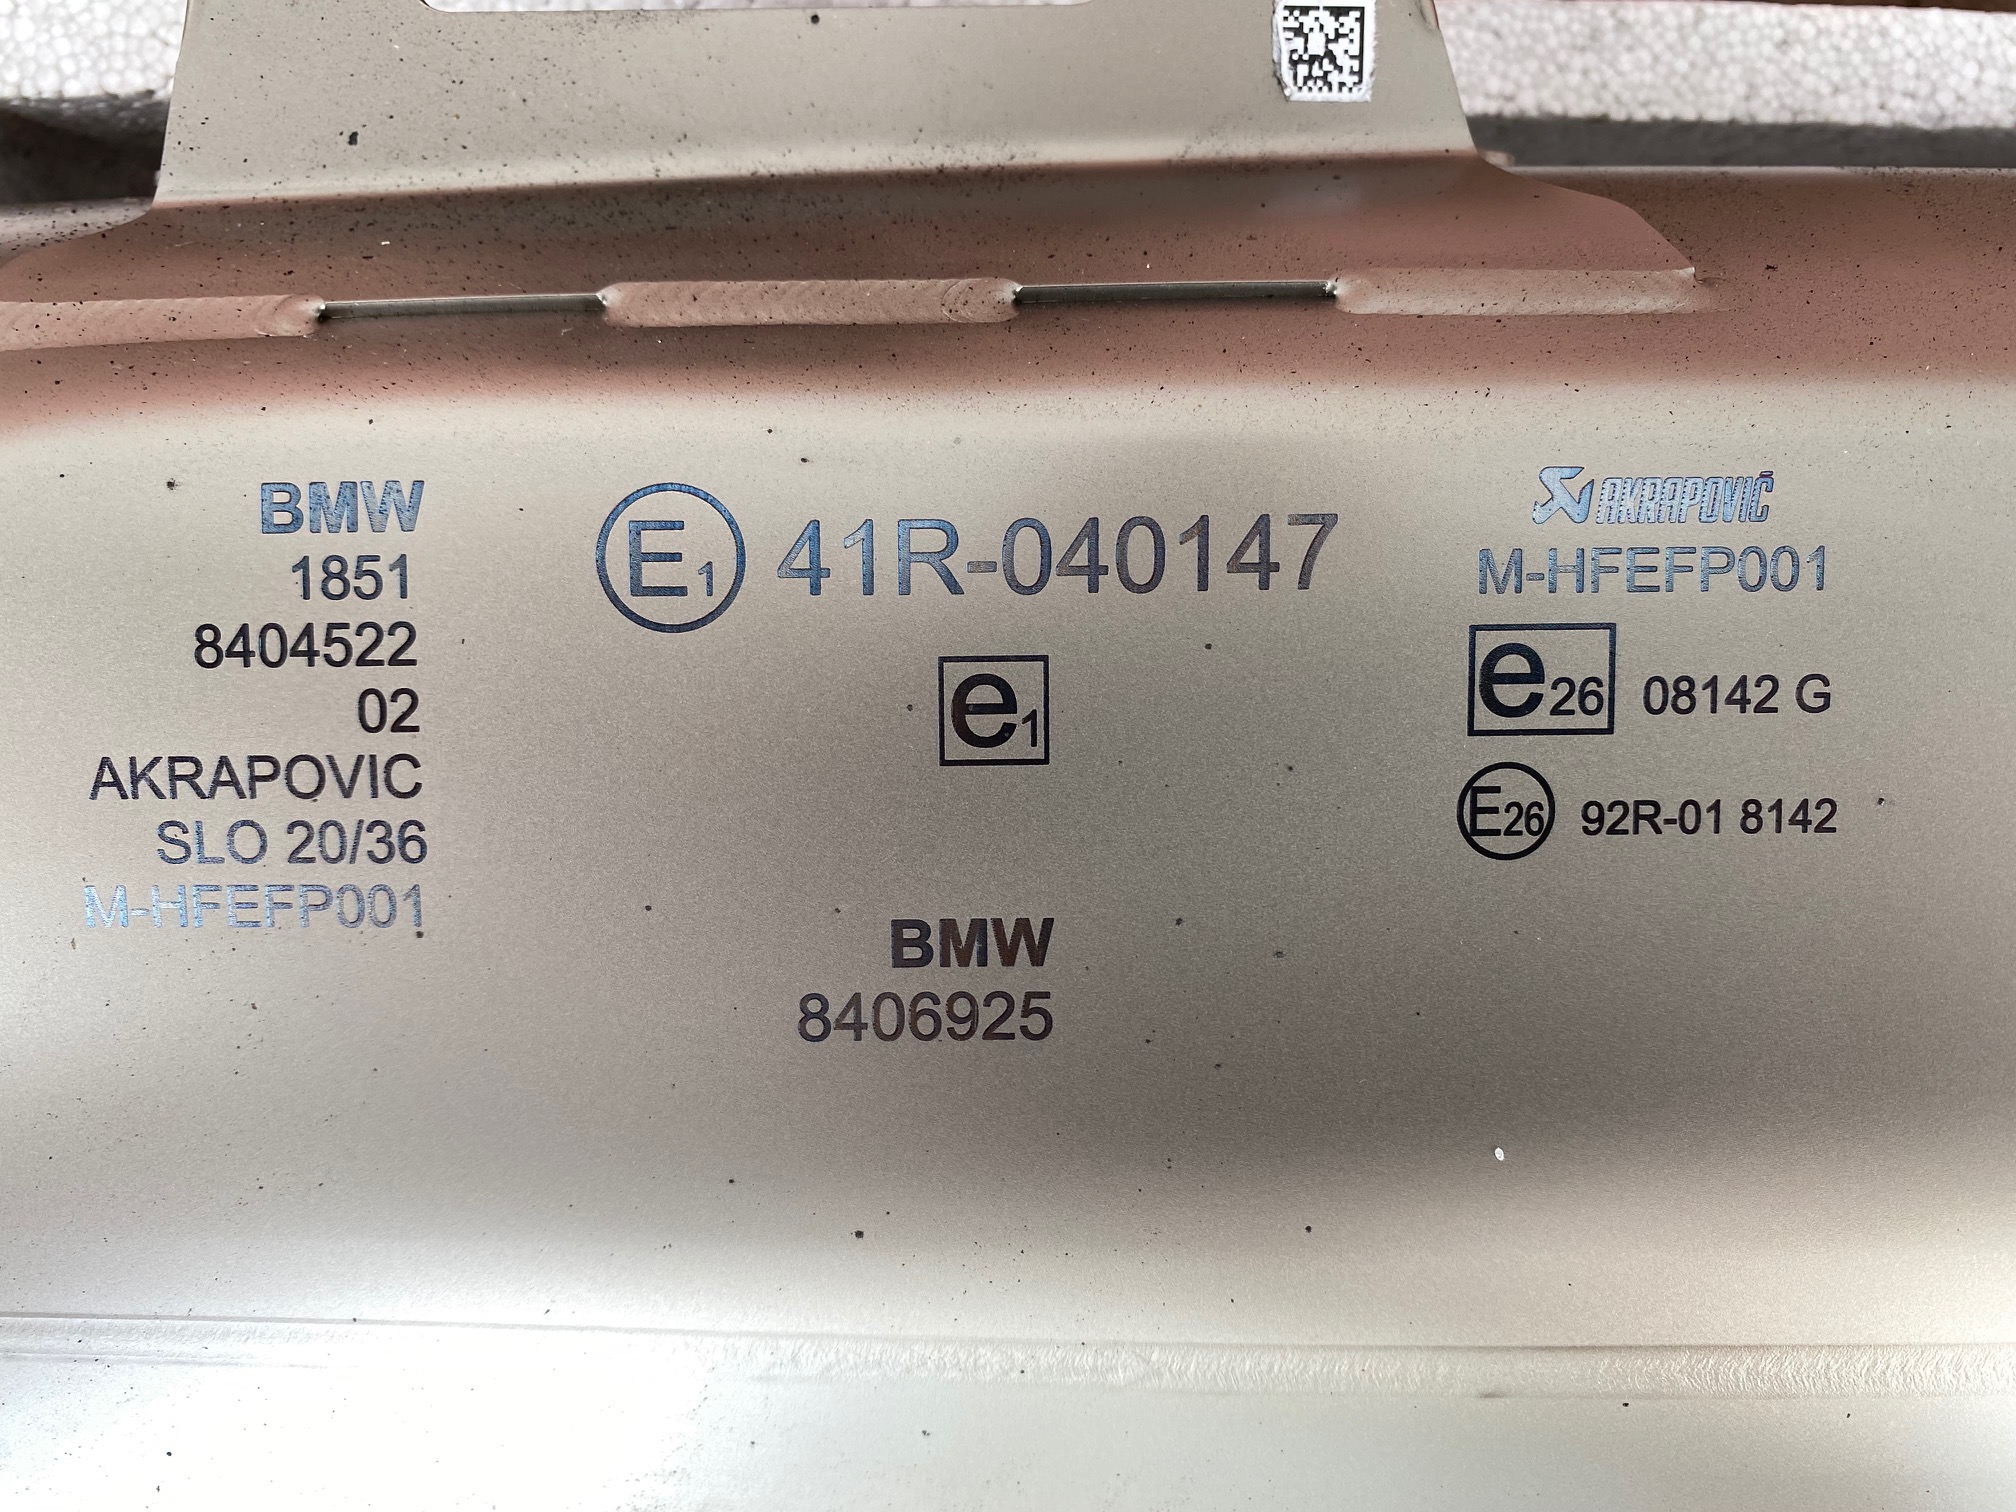 BMW
1851
8404522
02
AKRAPOVIC
SLO 20/36
M-HFEFP001
E1 41R-040147
e1
BMW
8406925
AKRAPOVIČ
M-HFEFP001
e26 08142 G
E26 92R-01 8142